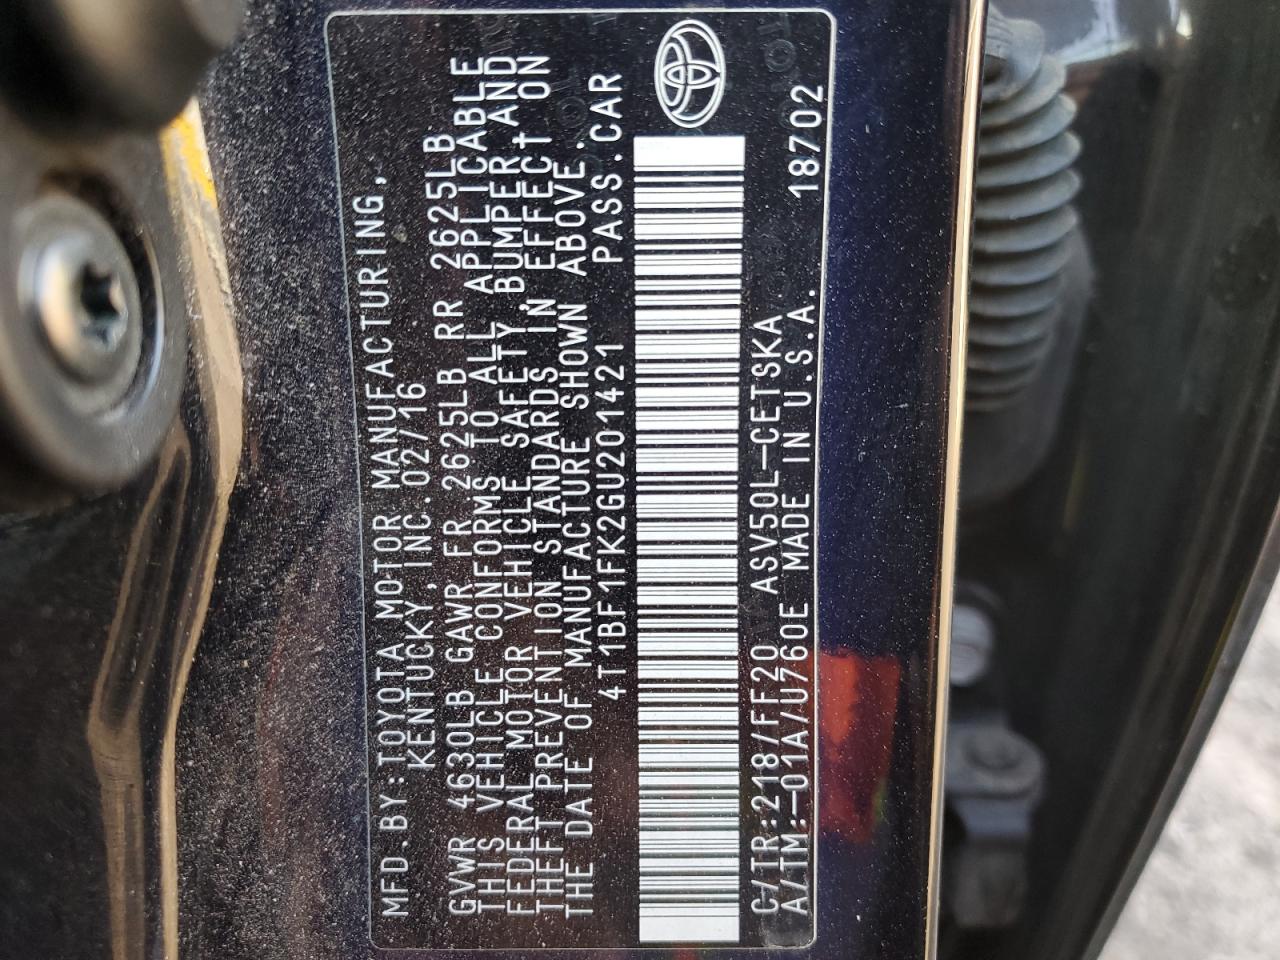 MFD.BY:TOYOTA MOTOR MANUFACTURING,
KENTUCKY,INC.02/16
GVWR 4630LB GAWR FR 2625LB RR 2625LB
THIS VEHICLE CONFORMS TO ALL APPLICABLE
FEDERAL MOTOR VEHICLE SAFETY,BUMPER AND
THEFT PREVENTION STANDARDS IN EFFECT ON
THE DATE OF MANUFACTURE SHOWN ABOVE.
4T1BF1FK2GU201421 PASS.CAR
C/TR:218/FF20 ASV50L-CETSKA
A/TM:-01A/U760E MADE IN U.S.A. 18702